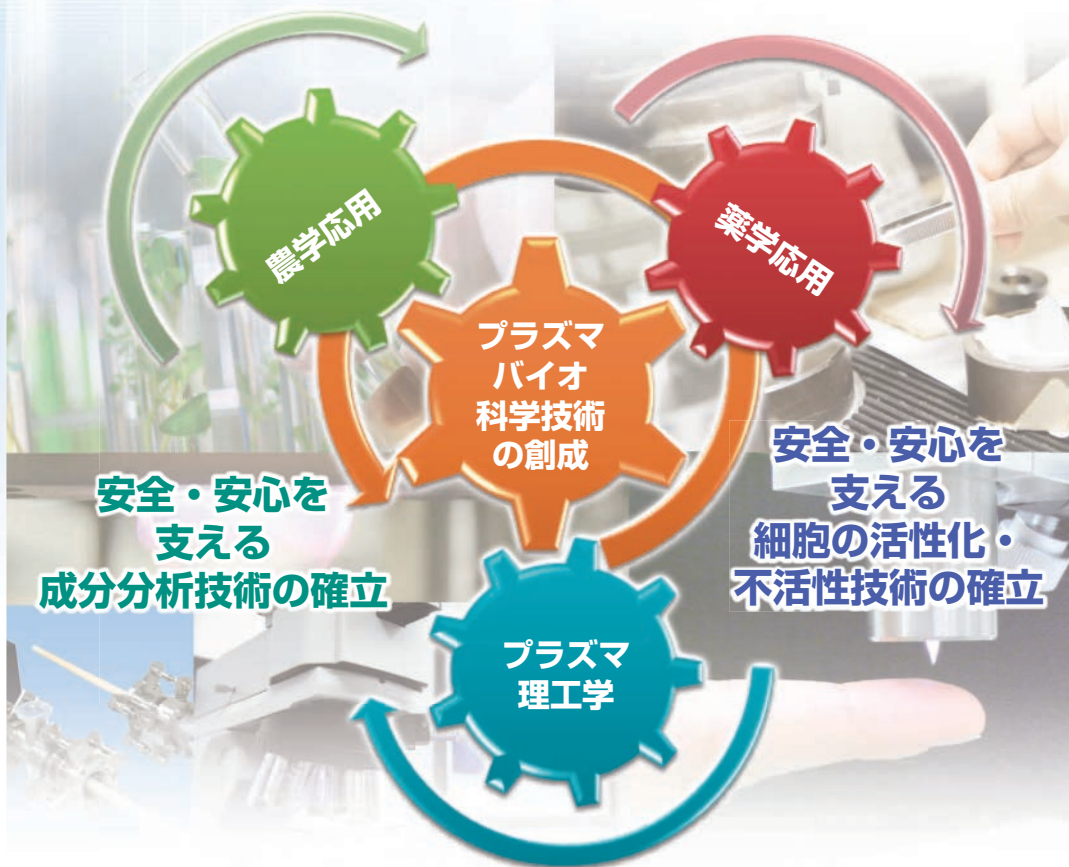 農学応用
薬学応用
プラズマ
バイオ
科学技術
の創成
安全・安心を
支える
成分分析技術の確立
安全・安心を
支える
細胞の活性化・
不活性技術の確立
プラズマ
理工学